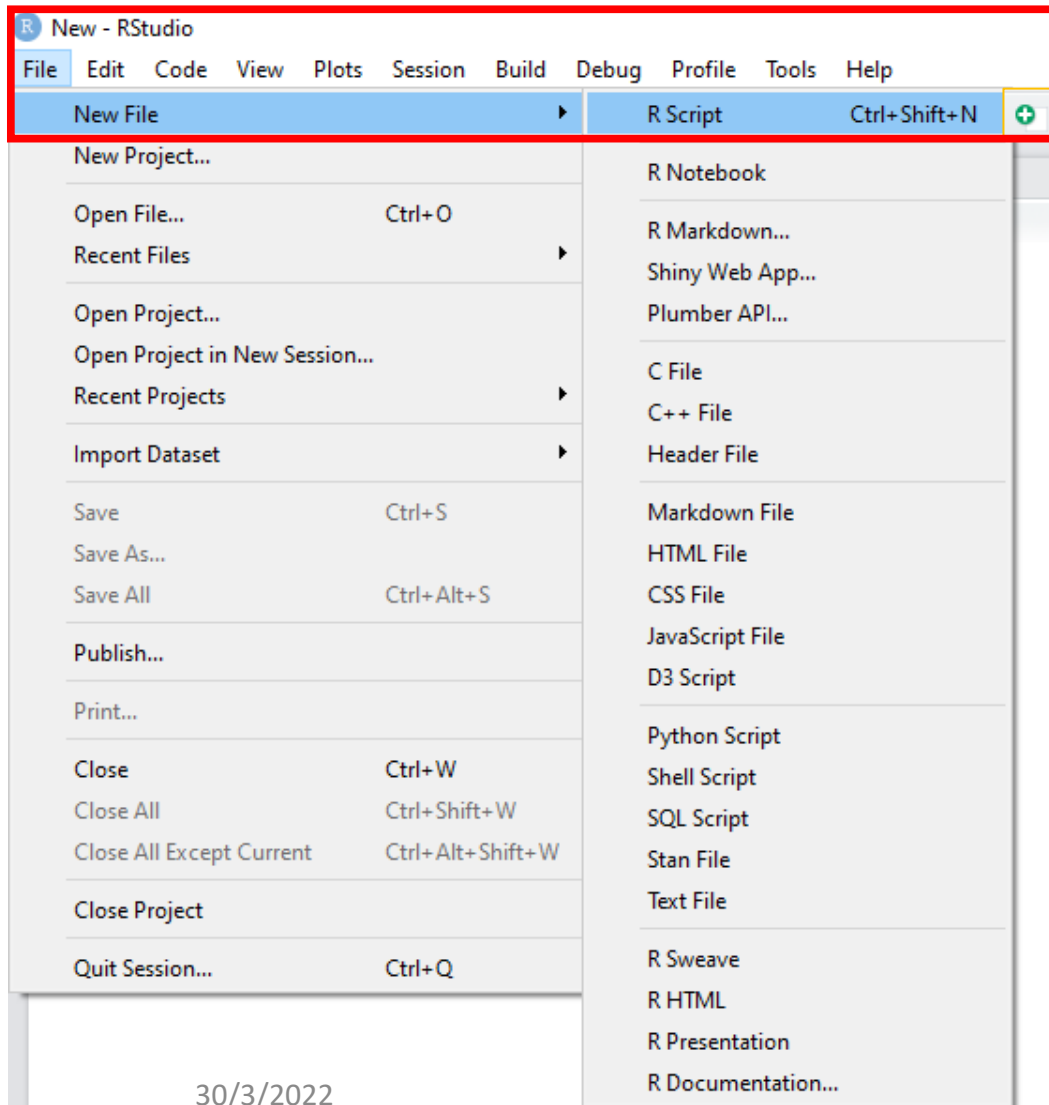 New - RStudio
File Edit Code View Plots Session Build Debug Profile Tools Help
New File
New Project...
Open File... Ctrl+O
Recent Files
Open Project...
Open Project in New Session...
Recent Projects
Import Dataset
Save Ctrl+S
Save As...
Save All Ctrl+Alt+S
Publish...
Print...
Close Ctrl+W
Close All Ctrl+Shift+W
Close All Except Current Ctrl+Alt+Shift+W
Close Project
Quit Session... Ctrl+Q
R Script Ctrl+Shift+N
R Notebook
R Markdown...
Shiny Web App...
Plumber API...
C File
C++ File
Header File
Markdown File
HTML File
CSS File
JavaScript File
D3 Script
Python Script
Shell Script
SQL Script
Stan File
Text File
R Sweave
R HTML
R Presentation
R Documentation...
30/3/2022